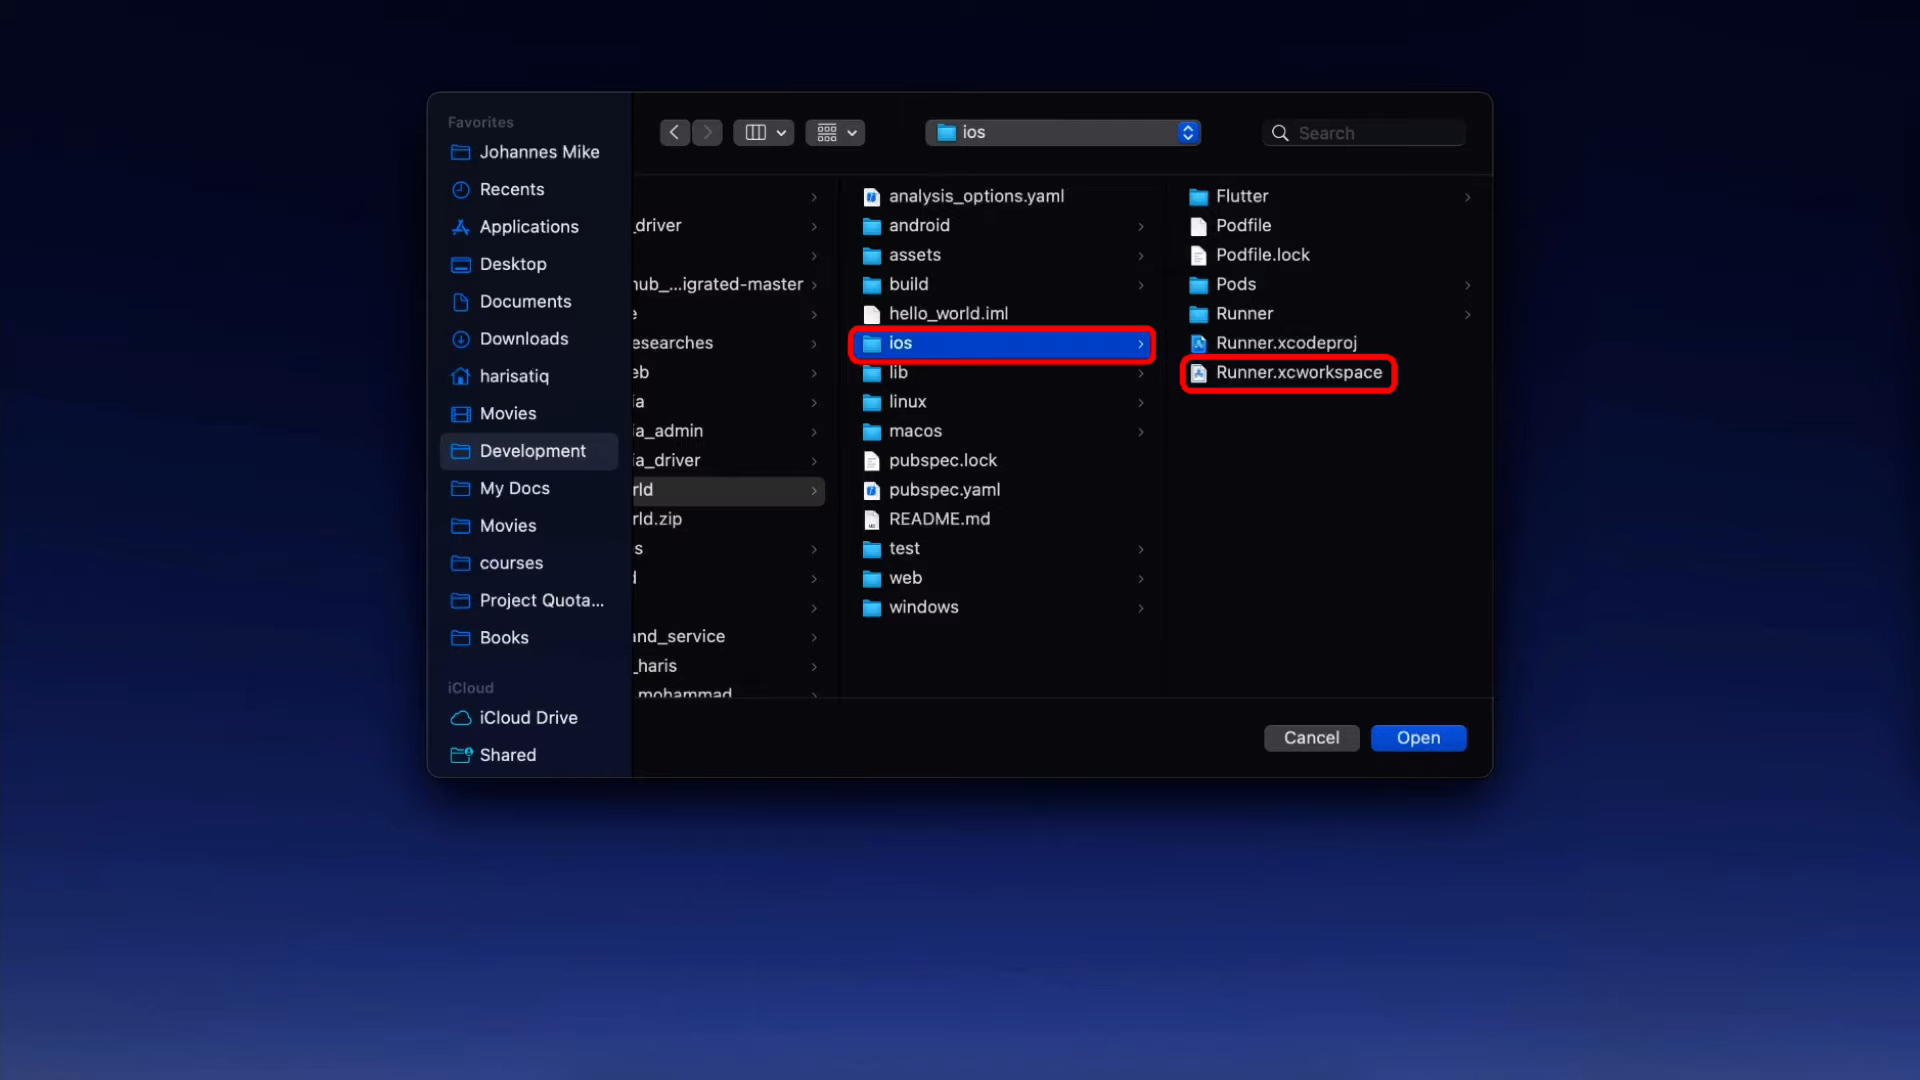 Favorites
Johannes Mike
Recents
Applications
Desktop
Documents
Downloads
harisatiq
Movies
Development
My Docs
Movies
courses
Project Quota...
Books
iCloud
iCloud Drive
Shared
ios
Search
_driver
nub_...igrated-master
e
esearches
eb
ia
ia_admin
ia_driver
rld
rld.zip
s
d
and_service
_haris
mohammad
analysis_options.yaml
android
assets
build
hello_world.iml
ios
lib
linux
macos
pubspec.lock
pubspec.yaml
README.md
test
web
windows
Flutter
Podfile
Podfile.lock
Pods
Runner
Runner.xcodeproj
Runner.xcworkspace
Cancel
Open